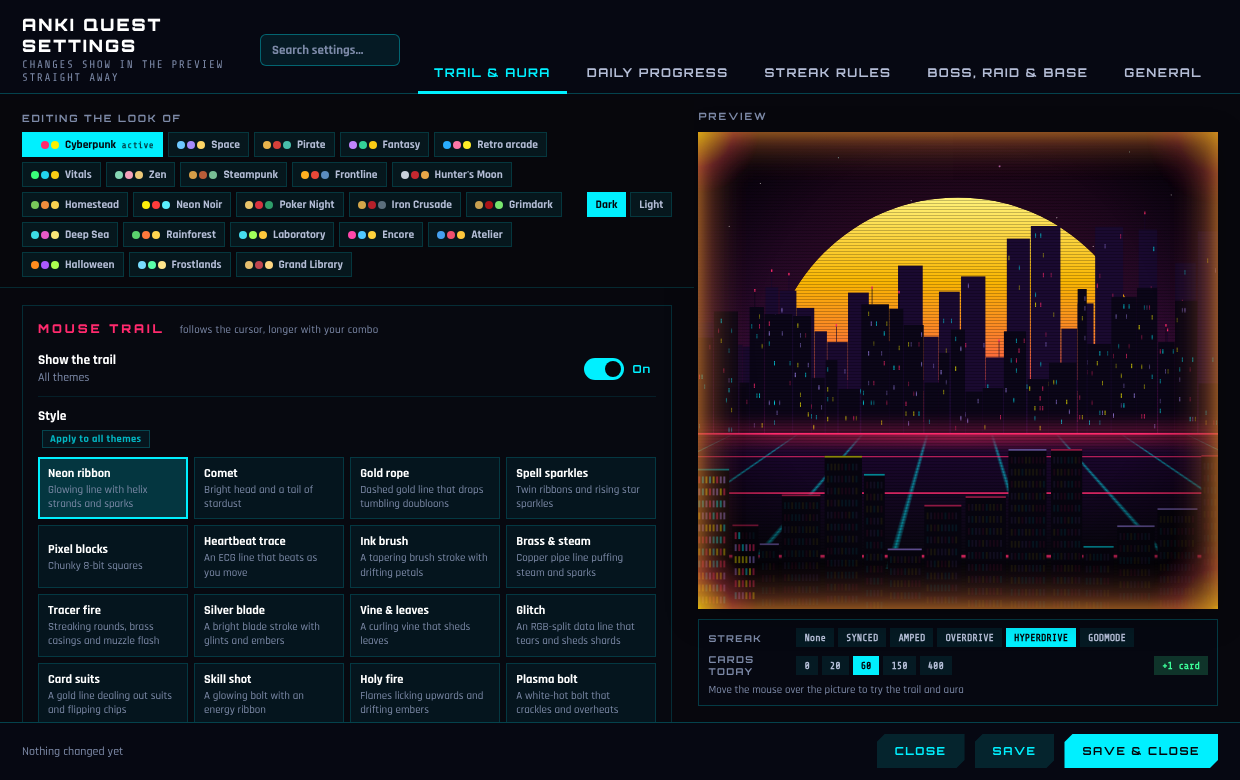 ANKI QUEST
SETTINGS
CHANGES SHOW IN THE PREVIEW
STRAIGHT AWAY
Search settings...
TRAIL & AURA
DAILY PROGRESS
STREAK RULES
BOSS, RAID & BASE
GENERAL
EDITING THE LOOK OF
Cyberpunk active
Space
Pirate
Fantasy
Retro arcade
Vitals
Zen
Steampunk
Frontline
Hunter's Moon
Homestead
Neon Noir
Poker Night
Iron Crusade
Grimdark
Dark
Light
Deep Sea
Rainforest
Laboratory
Encore
Atelier
Halloween
Frostlands
Grand Library
MOUSE TRAIL
follows the cursor, longer with your combo
Show the trail
All themes
On
Style
Apply to all themes
Neon ribbon
Glowing line with helix
strands and sparks
Comet
Bright head and a tail of
stardust
Gold rope
Dashed gold line that drops
tumbling doubloons
Spell sparkles
Twin ribbons and rising star
sparkles
Pixel blocks
Chunky 8-bit squares
Heartbeat trace
An ECG line that beats as
you move
Ink brush
A tapering brush stroke with
drifting petals
Brass & steam
Copper pipe line puffing
steam and sparks
Tracer fire
Streaking rounds, brass
casings and muzzle flash
Silver blade
A bright blade stroke with
glints and embers
Vine & leaves
A curling vine that sheds
leaves
Glitch
An RGB-split data line that
tears and sheds shards
Card suits
A gold line dealing out suits
and flipping chips
Skill shot
A glowing bolt with an
energy ribbon
Holy fire
Flames licking upwards and
drifting embers
Plasma bolt
A white-hot bolt that
crackles and overheats
PREVIEW
STREAK
None
SYNCED
AMPED
OVERDRIVE
HYPERDRIVE
GODMODE
CARDS
TODAY
0
20
60
150
400
+1 card
Move the mouse over the picture to try the trail and aura
Nothing changed yet
CLOSE
SAVE
SAVE & CLOSE